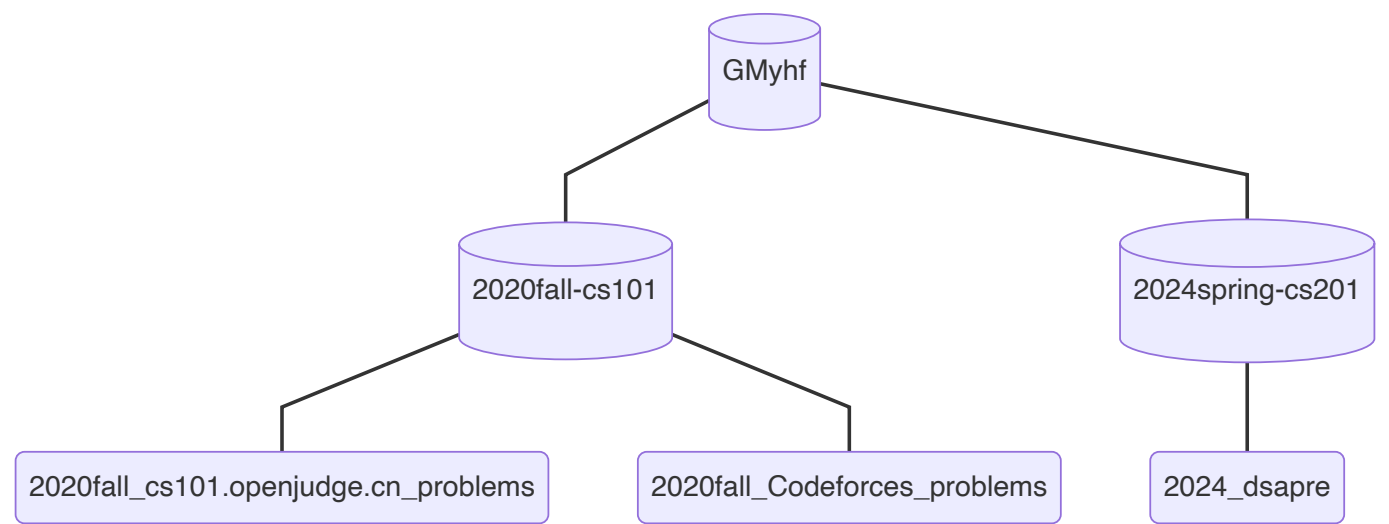 GMyhf
2020fall-cs101
2024spring-cs201
2020fall_cs101.openjudge.cn_problems
2020fall_Codeforces_problems
2024_dsapre